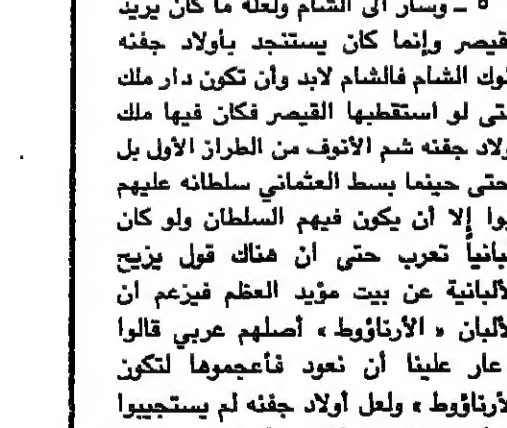 ٥ ــ وسار الى الشام ولعله ما كان يريد
قيصر وإنما كان يستنجد بأولاد جفنه
لوك الشام فالشام لابد وأن تكون دار ملك
تى لو استقطبها القيصر فكان فيها ملك
ولاد جفنه شم الأنوف من الطراز الأول بل
حتى حينما بسط العثماني سلطانه عليهم
بوا إلا أن يكون فيهم السلطان ولو كان
بانياً تعرب حتى ان هناك قول يزيح
لألبانية عن بيت مؤيد العظم فيزعم ان
لألبان « الأرناؤوط » أصلهم عربي قالوا
عار علينا أن نعود فأعجموها لتكون
لأرناؤوط » ولعل أولاد جفنه لم يستجيبوا